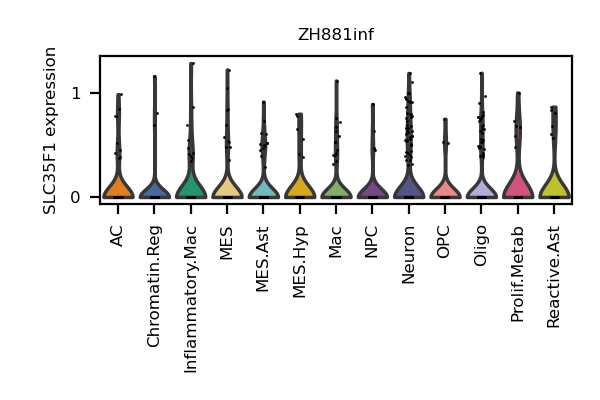 ZH881inf
SLC35F1 expression
1
0
AC
Chromatin.Reg
Inflammatory.Mac
MES
MES.Ast
MES.Hyp
Mac
NPC
Neuron
OPC
Oligo
Prolif.Metab
Reactive.Ast